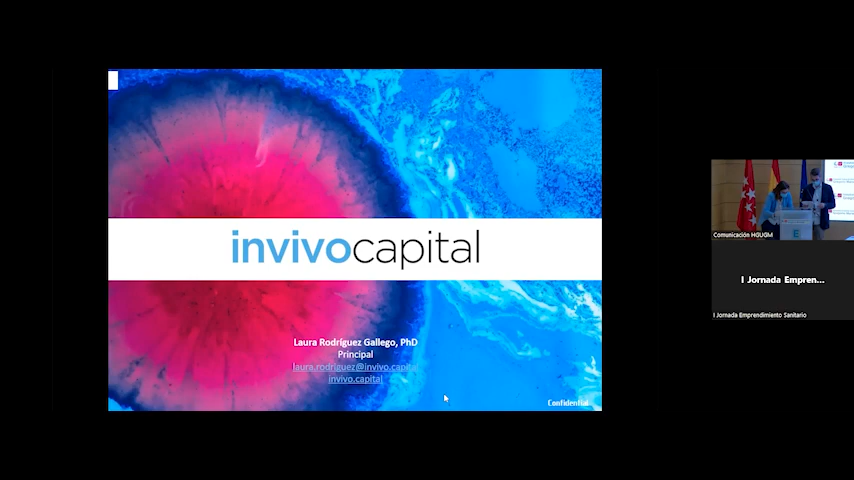 invivocapital
Laura Rodríguez Gallego, PhD
Principal
laura.rodriguez@invivo.capital
invivo.capital
Confidential
Comunicación HGUGM
I Jornada Empren...
I Jornada Emprendimiento Sanitario